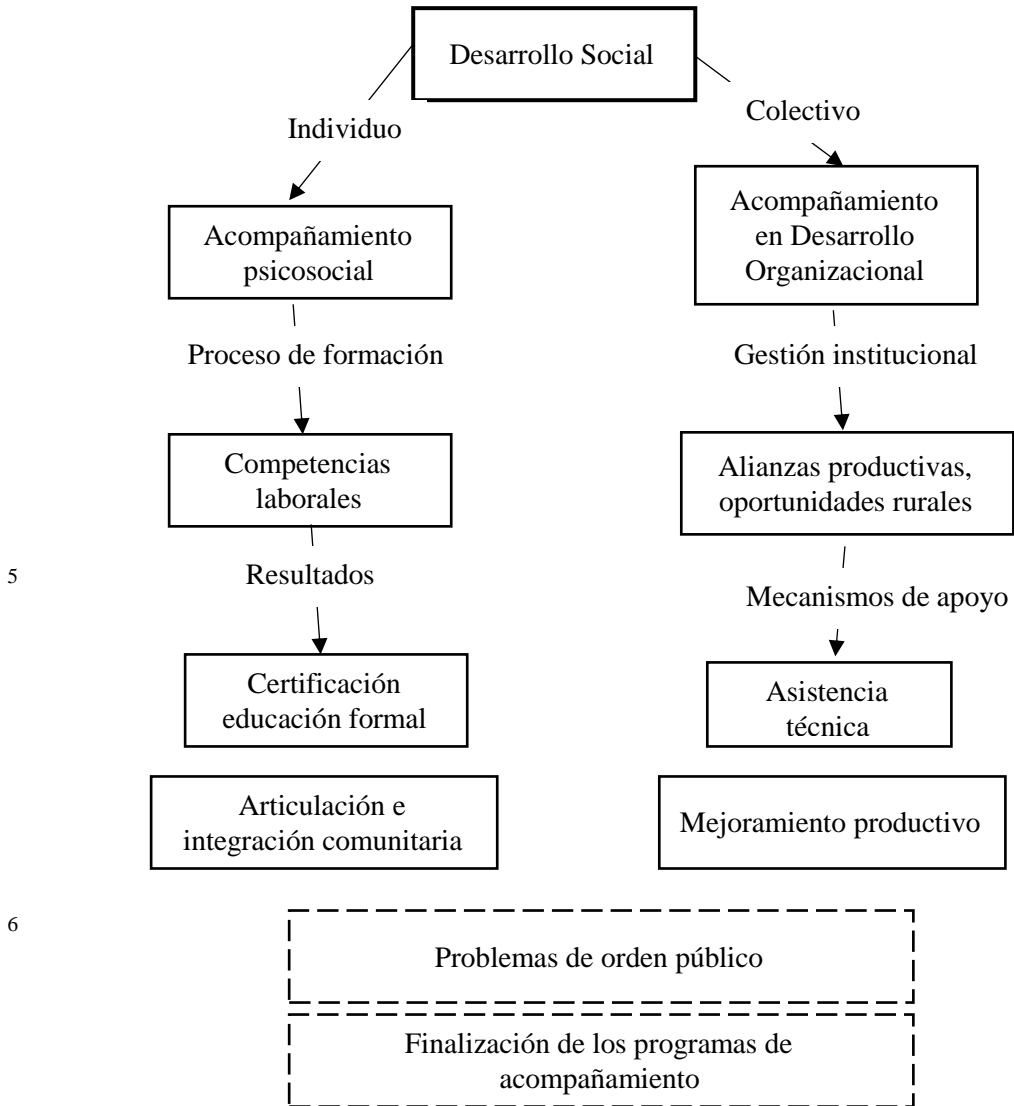 Desarrollo Social
Individuo
Colectivo
Acompañamiento
psicosocial
Acompañamiento
en Desarrollo
Organizacional
Proceso de formación
Gestión institucional
Competencias
laborales
Alianzas productivas,
oportunidades rurales
5
Resultados
Mecanismos de apoyo
Certificación
educación formal
Asistencia
técnica
Articulación e
integración comunitaria
Mejoramiento productivo
6
Problemas de orden público
Finalización de los programas de
acompañamiento